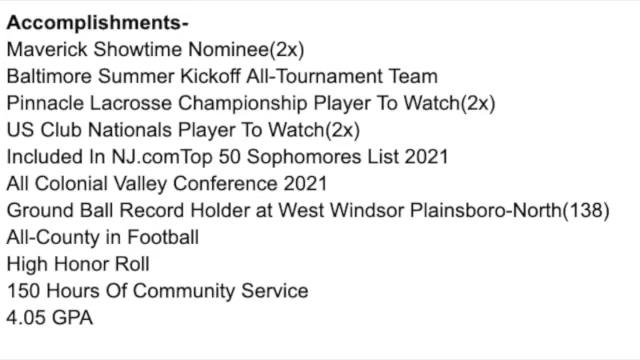 Accomplishments-
Maverick Showtime Nominee(2x)
Baltimore Summer Kickoff All-Tournament Team
Pinnacle Lacrosse Championship Player To Watch(2x)
US Club Nationals Player To Watch(2x)
Included In NJ.comTop 50 Sophomores List 2021
All Colonial Valley Conference 2021
Ground Ball Record Holder at West Windsor Plainsboro-North(138)
All-County in Football
High Honor Roll
150 Hours Of Community Service
4.05 GPA